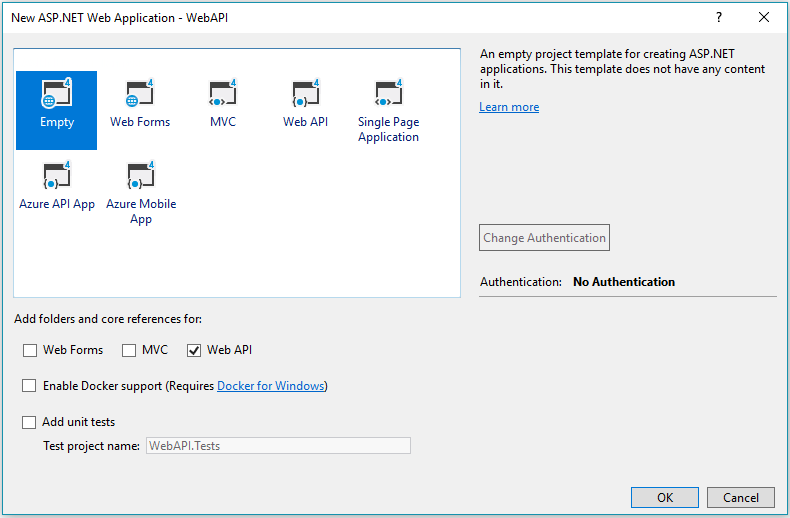 New ASP.NET Web Application - WebAPI
?
An empty project template for creating ASP.NET
applications. This template does not have any content
in it.
Learn more
4
4
4
4
4
Empty
Web Forms
MVC
Web API
Single Page
Application
4
4
Azure API App
Azure Mobile
App
Change Authentication
Authentication: No Authentication
Add folders and core references for:
Web Forms
MVC
Web API
Enable Docker support (Requires Docker for Windows)
Add unit tests
Test project name: WebAPI.Tests
OK
Cancel